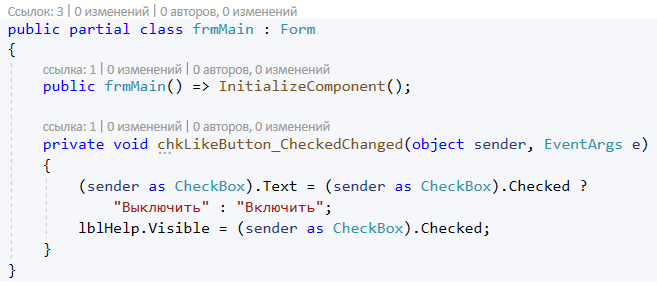 Ссылок: 3 | 0 изменений | 0 авторов, 0 изменений
public partial class frmMain : Form
{
ссылка: 1 | 0 изменений | 0 авторов, 0 изменений
public frmMain() => InitializeComponent();
ссылка: 1 | 0 изменений | 0 авторов, 0 изменений
private void chkLikeButton_CheckedChanged(object sender, EventArgs e)
{
(sender as CheckBox).Text = (sender as CheckBox).Checked ?
"Выключить" : "Включить";
lblHelp.Visible = (sender as CheckBox).Checked;
}
}